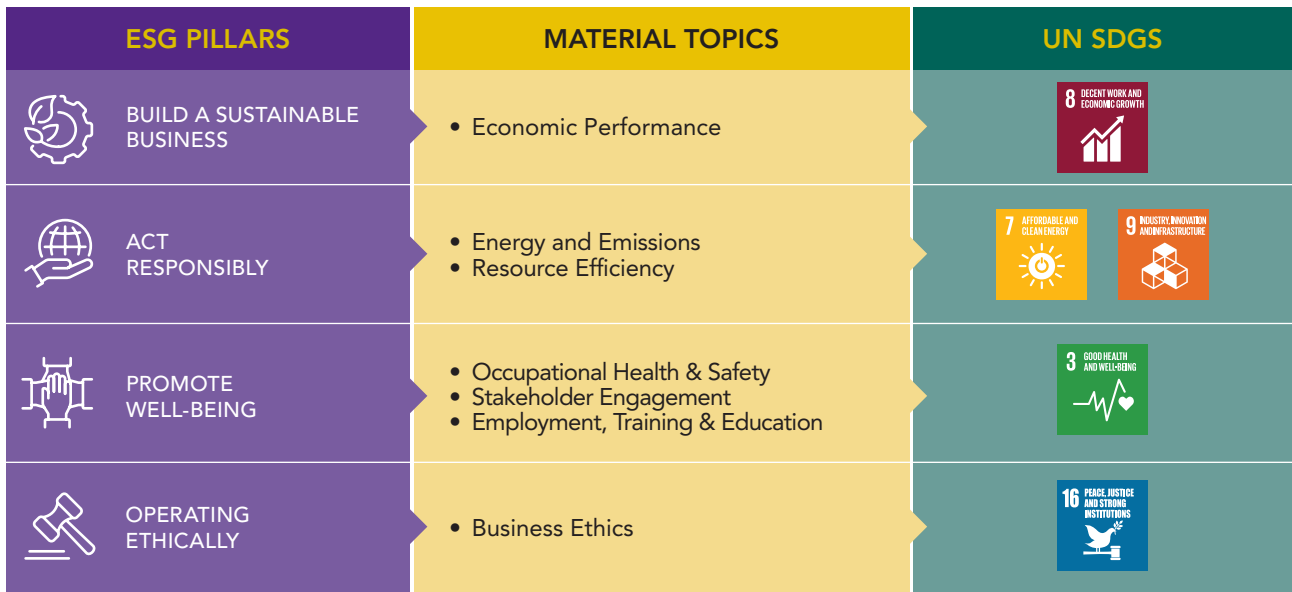 ESG PILLARS
MATERIAL TOPICS
UN SDGS
BUILD A SUSTAINABLE
BUSINESS
• Economic Performance
8 DECENT WORK AND
ECONOMIC GROWTH
ACT
RESPONSIBLY
• Energy and Emissions
• Resource Efficiency
7 AFFORDABLE AND
CLEAN ENERGY
9 INDUSTRY, INNOVATION
AND INFRASTRUCTURE
PROMOTE
WELL-BEING
• Occupational Health & Safety
• Stakeholder Engagement
• Employment, Training & Education
3 GOOD HEALTH
AND WELL-BEING
OPERATING
ETHICALLY
• Business Ethics
16 PEACE, JUSTICE
AND STRONG
INSTITUTIONS